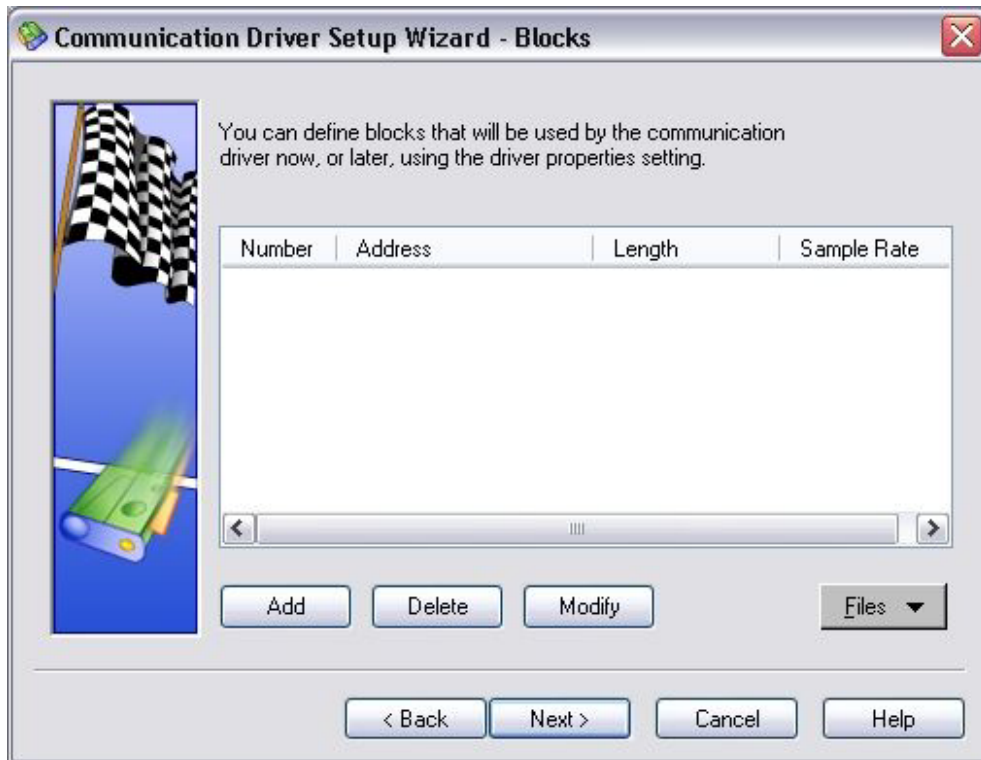 Communication Driver Setup Wizard - Blocks
You can define blocks that will be used by the communication
driver now, or later, using the driver properties setting.
Number Address Length Sample Rate
Add Delete Modify Files
< Back Next > Cancel Help